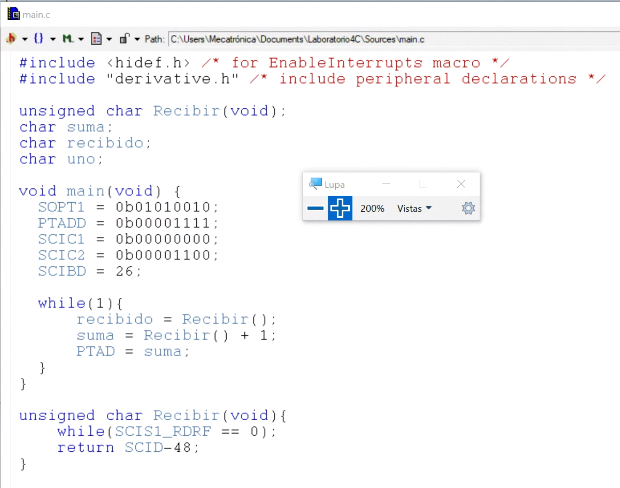 main.c
Path: C:\Users\Mecatrónica\Documents\Laboratorio4C\Sources\main.c
#include <hidef.h> /* for EnableInterrupts macro */
#include "derivative.h" /* include peripheral declarations */
unsigned char Recibir(void);
char suma;
char recibido;
char uno;
void main(void) {
SOPT1 = 0b01010010;
PTADD = 0b00001111;
SCIC1 = 0b00000000;
SCIC2 = 0b00001100;
SCIBD = 26;
while(1){
recibido = Recibir();
suma = Recibir() + 1;
PTAD = suma;
}
}
unsigned char Recibir(void){
while(SCIS1_RDRF == 0);
return SCID-48;
}
Lupa
200% Vistas